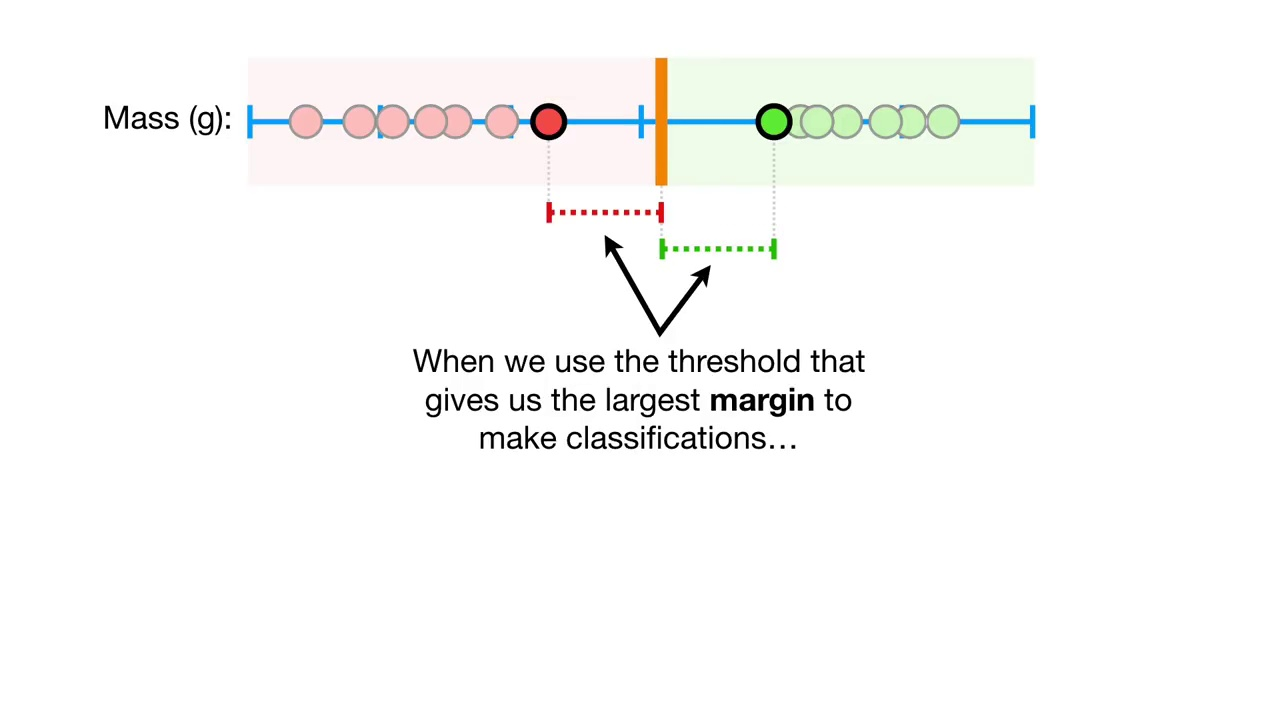 Mass (g):
When we use the threshold that
gives us the largest margin to
make classifications…